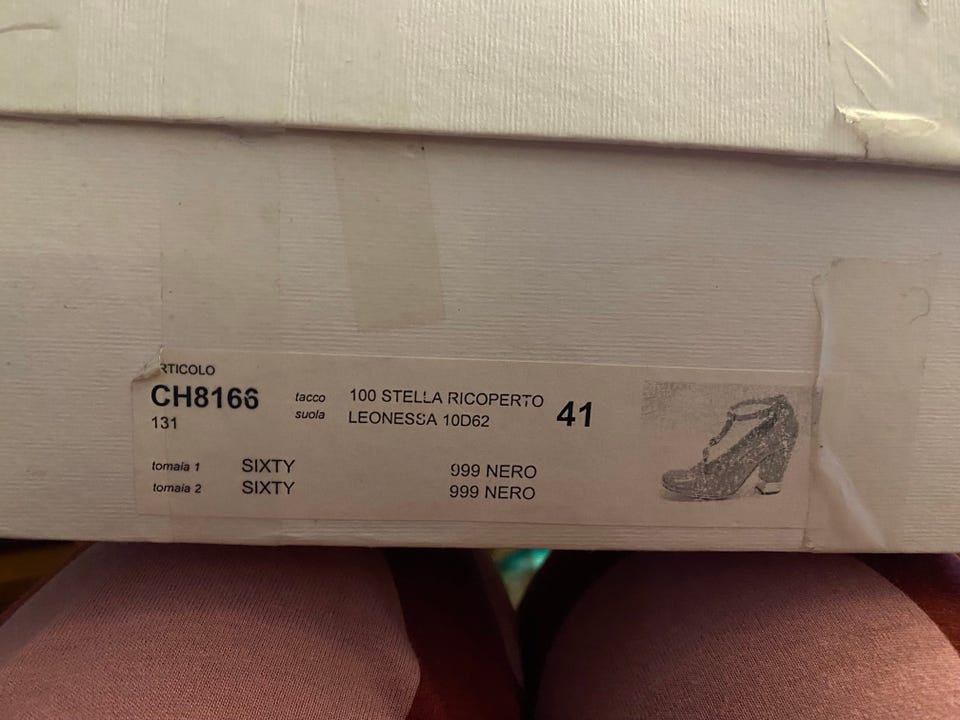 RTICOLO
CH8166
131
tacco 100 STELLA RICOPERTO
suola LEONESSA 10D62
41
tomaia 1 SIXTY 999 NERO
tomaia 2 SIXTY 999 NERO